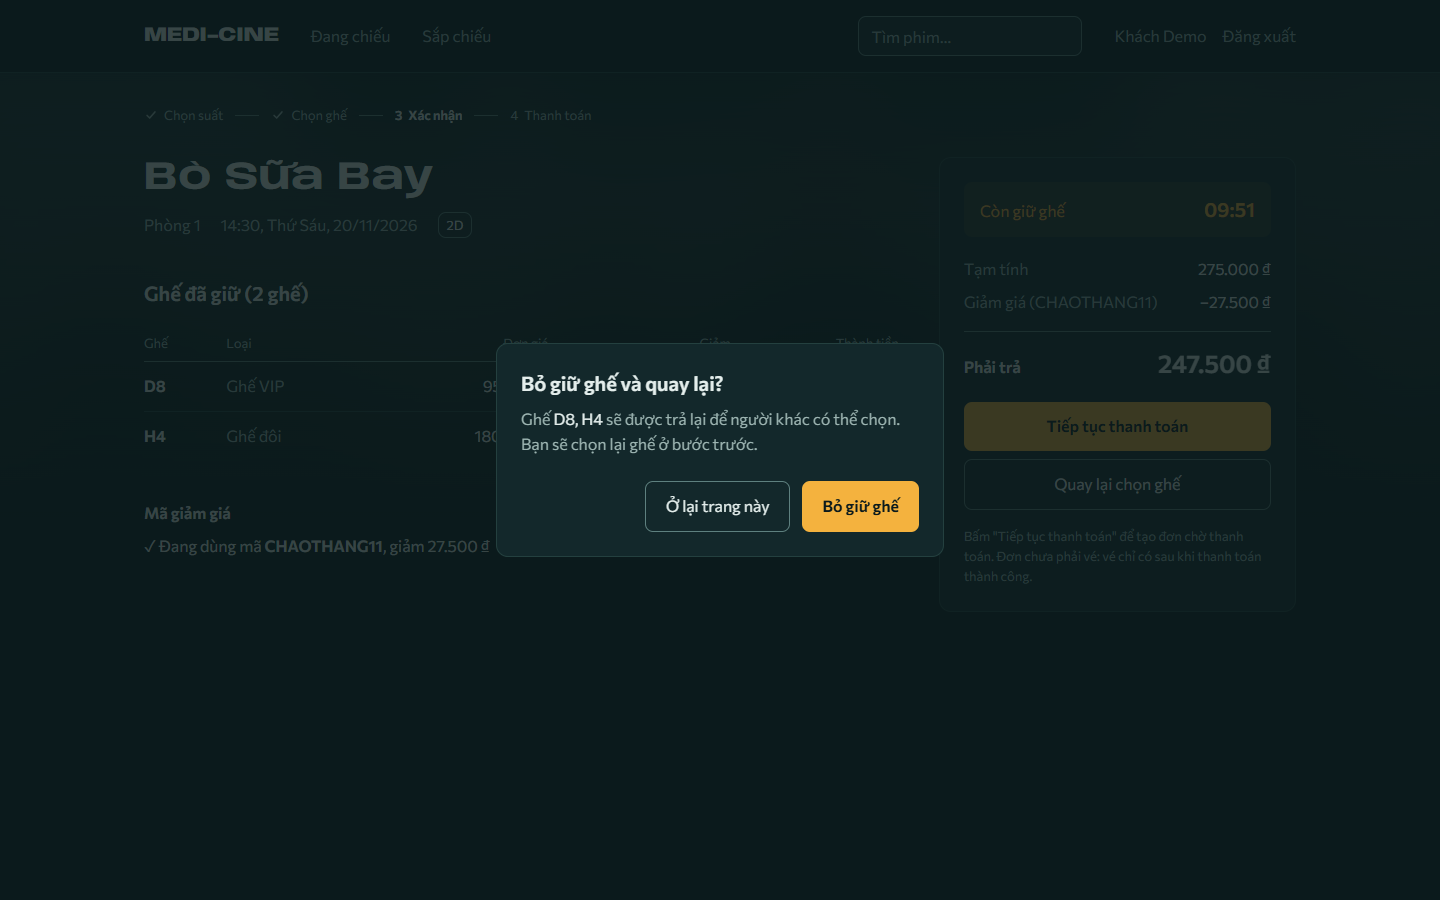 MEDI-CINE Đang chiếu Sắp chiếu Tìm phim... Khách Demo Đăng xuất
✓ Chọn suất ✓ Chọn ghế 3 Xác nhận 4 Thanh toán
Bò Sữa Bay
Phòng 1 14:30, Thứ Sáu, 20/11/2026 2D
Ghế đã giữ (2 ghế)
Ghế Loại Đơn giá Giảm Thành tiền
D8 Ghế VIP
H4 Ghế đôi
Mã giảm giá
✓ Đang dùng mã CHAOTHANG11, giảm 27.500 ₫
Bỏ giữ ghế và quay lại?
Ghế D8, H4 sẽ được trả lại để người khác có thể chọn.
Bạn sẽ chọn lại ghế ở bước trước.
Ở lại trang này Bỏ giữ ghế
Còn giữ ghế 09:51
Tạm tính 275.000 ₫
Giảm giá (CHAOTHANG11) −27.500 ₫
Phải trả 247.500 ₫
Tiếp tục thanh toán
Quay lại chọn ghế
Bấm "Tiếp tục thanh toán" để tạo đơn chờ thanh
toán. Đơn chưa phải vé: vé chỉ có sau khi thanh toán
thành công.